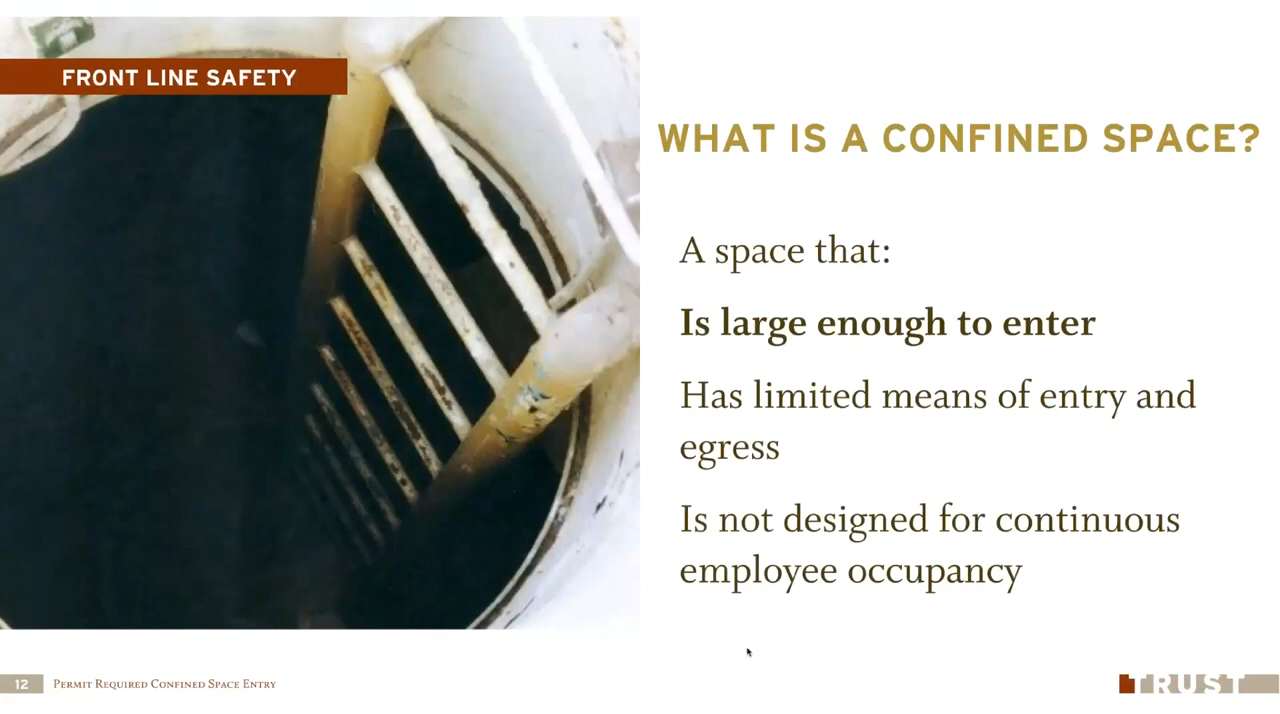 FRONT LINE SAFETY
WHAT IS A CONFINED SPACE?
A space that:
Is large enough to enter
Has limited means of entry and
egress
Is not designed for continuous
employee occupancy
12 PERMIT REQUIRED CONFINED SPACE ENTRY
TRUST